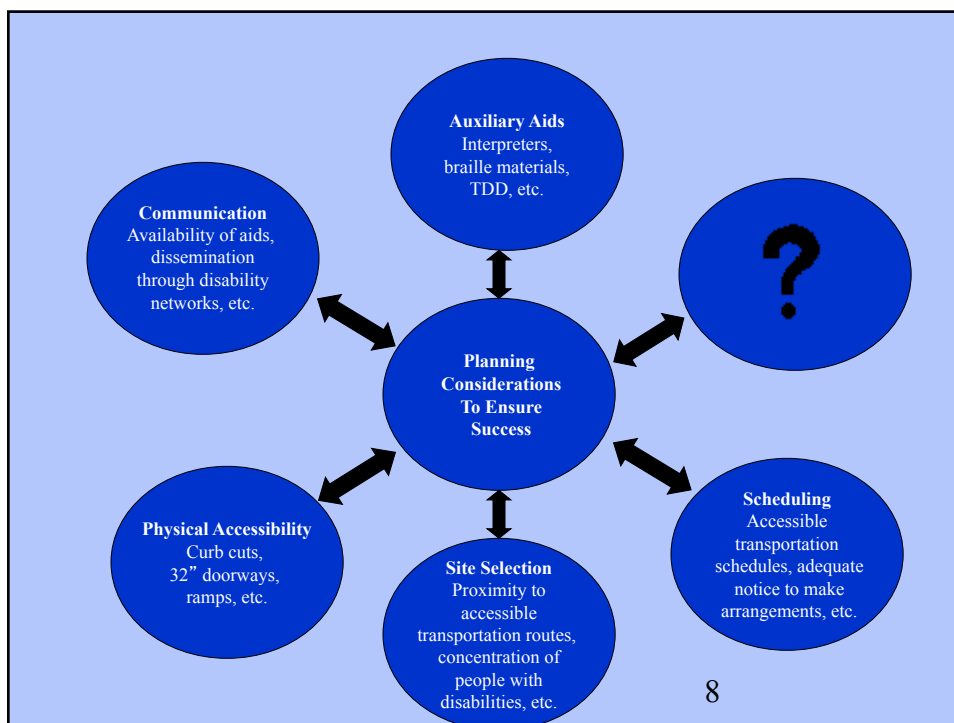 Auxiliary Aids
Interpreters,
braille materials,
TDD, etc.
Communication
Availability of aids,
dissemination
through disability
networks, etc.
?
Planning
Considerations
To Ensure
Success
Physical Accessibility
Curb cuts,
32” doorways,
ramps, etc.
Site Selection
Proximity to
accessible
transportation routes,
concentration of
people with
disabilities, etc.
Scheduling
Accessible
transportation
schedules, adequate
notice to make
arrangements, etc.
8